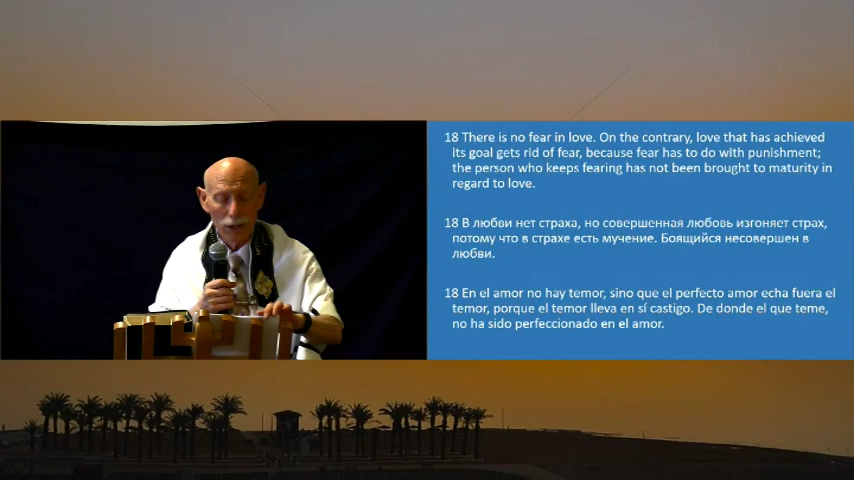 18 There is no fear in love. On the contrary, love that has achieved
its goal gets rid of fear, because fear has to do with punishment;
the person who keeps fearing has not been brought to maturity in
regard to love.
18 В любви нет страха, но совершенная любовь изгоняет страх,
потому что в страхе есть мучение. Боящийся несовершен в
любви.
18 En el amor no hay temor, sino que el perfecto amor echa fuera el
temor, porque el temor lleva en sí castigo. De donde el que teme,
no ha sido perfeccionado en el amor.